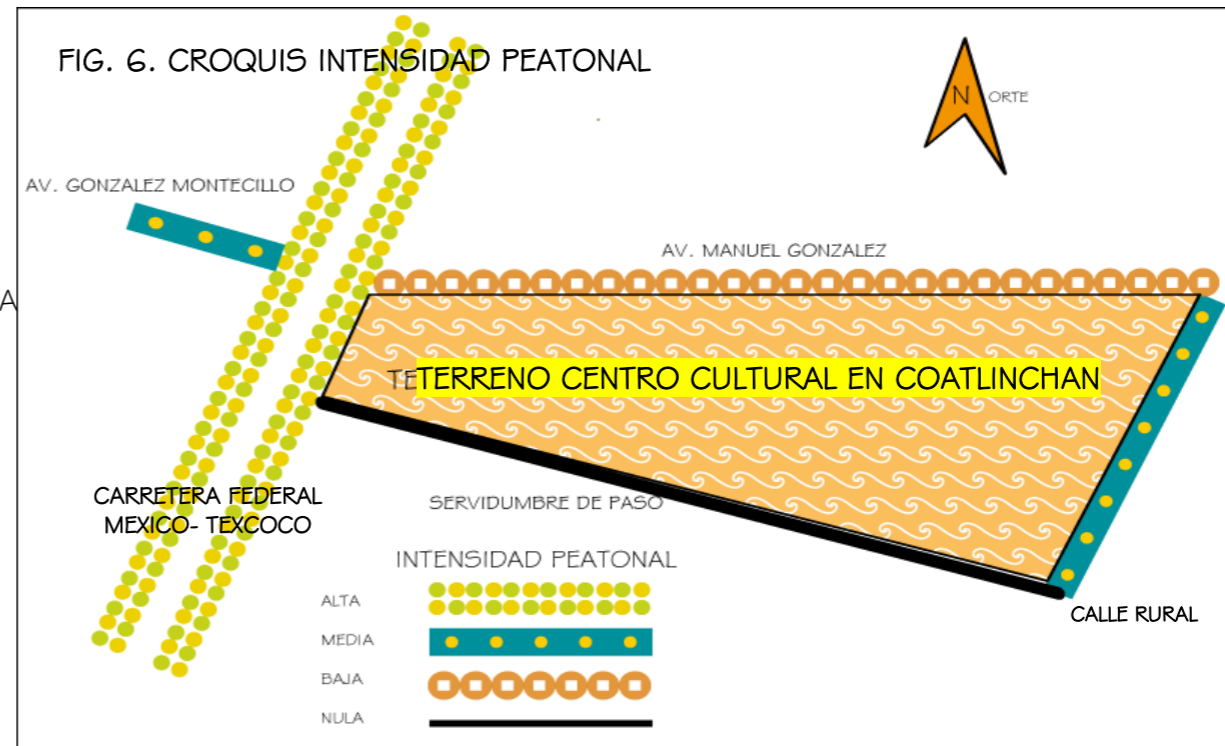 FIG. 6. CROQUIS INTENSIDAD PEATONAL
N ORTE
AV. GONZALEZ MONTECILLO
AV. MANUEL GONZALEZ
A
TE
TERRENO CENTRO CULTURAL EN COATLINCHAN
CARRETERA FEDERAL
MEXICO- TEXCOCO
SERVIDUMBRE DE PASO
INTENSIDAD PEATONAL
ALTA
MEDIA
BAJA
NULA
CALLE RURAL